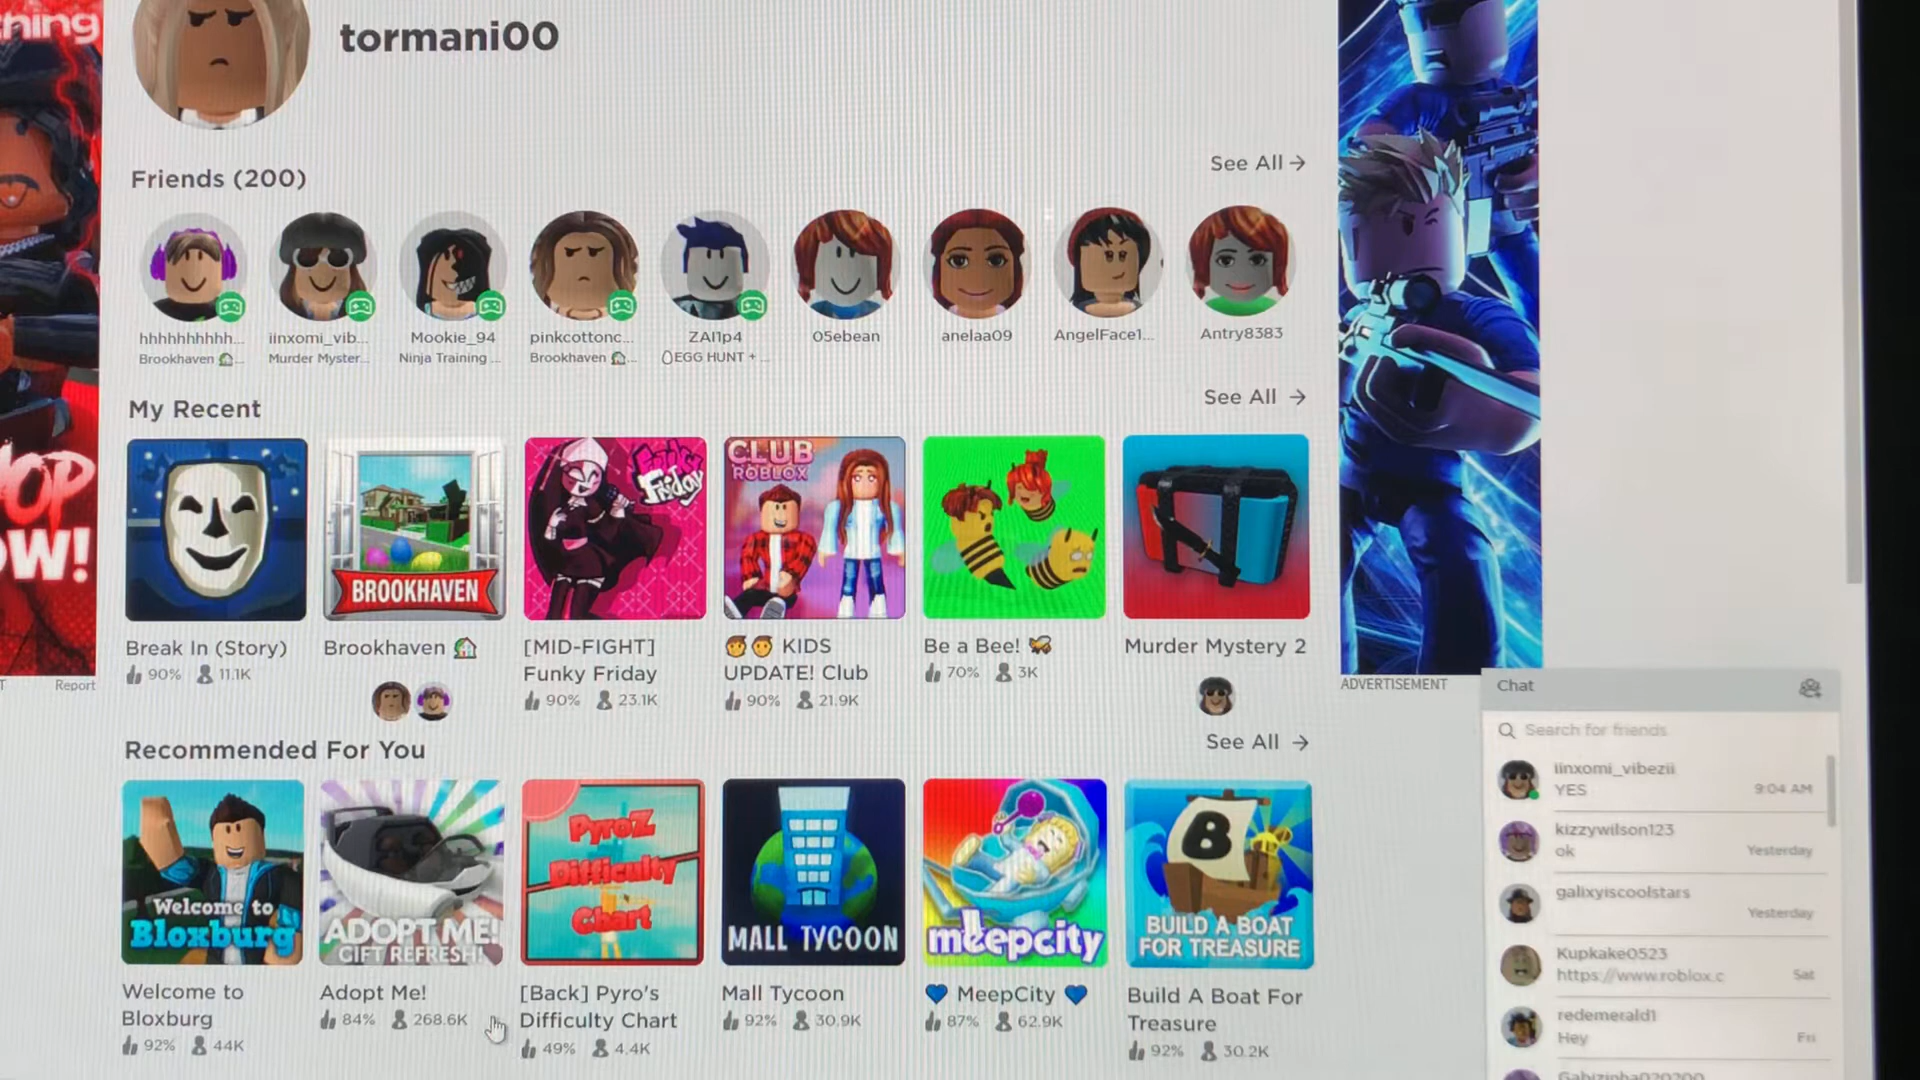 thing
tormani00
Friends (200)
See All →
hhhhhhhhhh...
Brookhaven
iinxomi_vib...
Murder Myster...
Mookie_94
Ninja Training ...
pinkcottonc...
Brookhaven ...
ZAI1p4
EGG HUNT + ...
05ebean
anelaa09
AngelFace1...
Antry8383
My Recent
See All →
BROOKHAVEN
Friday
CLUB
ROBLOX
OW!
Break In (Story)
90% 11.1K
Brookhaven
[MID-FIGHT]
Funky Friday
90% 23.1K
KIDS
UPDATE! Club
90% 21.9K
Be a Bee!
70% 3K
Murder Mystery 2
Report
ADVERTISEMENT
Recommended For You
See All →
Welcome to
Bloxburg
ADOPT ME!
GIFT REFRESH!
PyroZ
Difficulty
Chart
MALL TYCOON
meepcity
B
BUILD A BOAT
FOR TREASURE
Welcome to
Bloxburg
92% 44K
Adopt Me!
84% 268.6K
[Back] Pyro's
Difficulty Chart
49% 4.4K
Mall Tycoon
92% 30.9K
MeepCity
87% 62.9K
Build A Boat For
Treasure
92% 30.2K
Chat
Search for friends
iinxomi_vibezii
YES
9:04 AM
kizzywilson123
ok
Yesterday
galixyiscoolstars
Yesterday
Kupkake0523
https://www.roblox.c
Sat
redemerald1
Hey
Fri